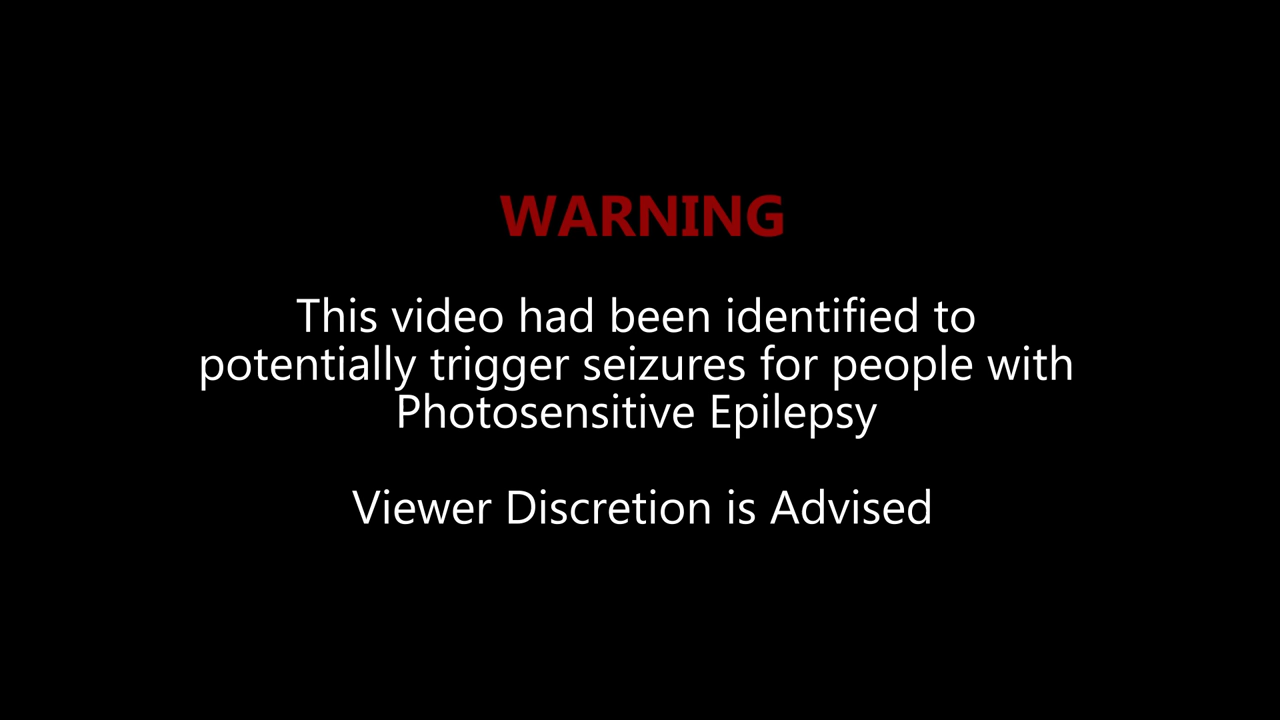 WARNING
This video had been identified to
potentially trigger seizures for people with
Photosensitive Epilepsy
Viewer Discretion is Advised